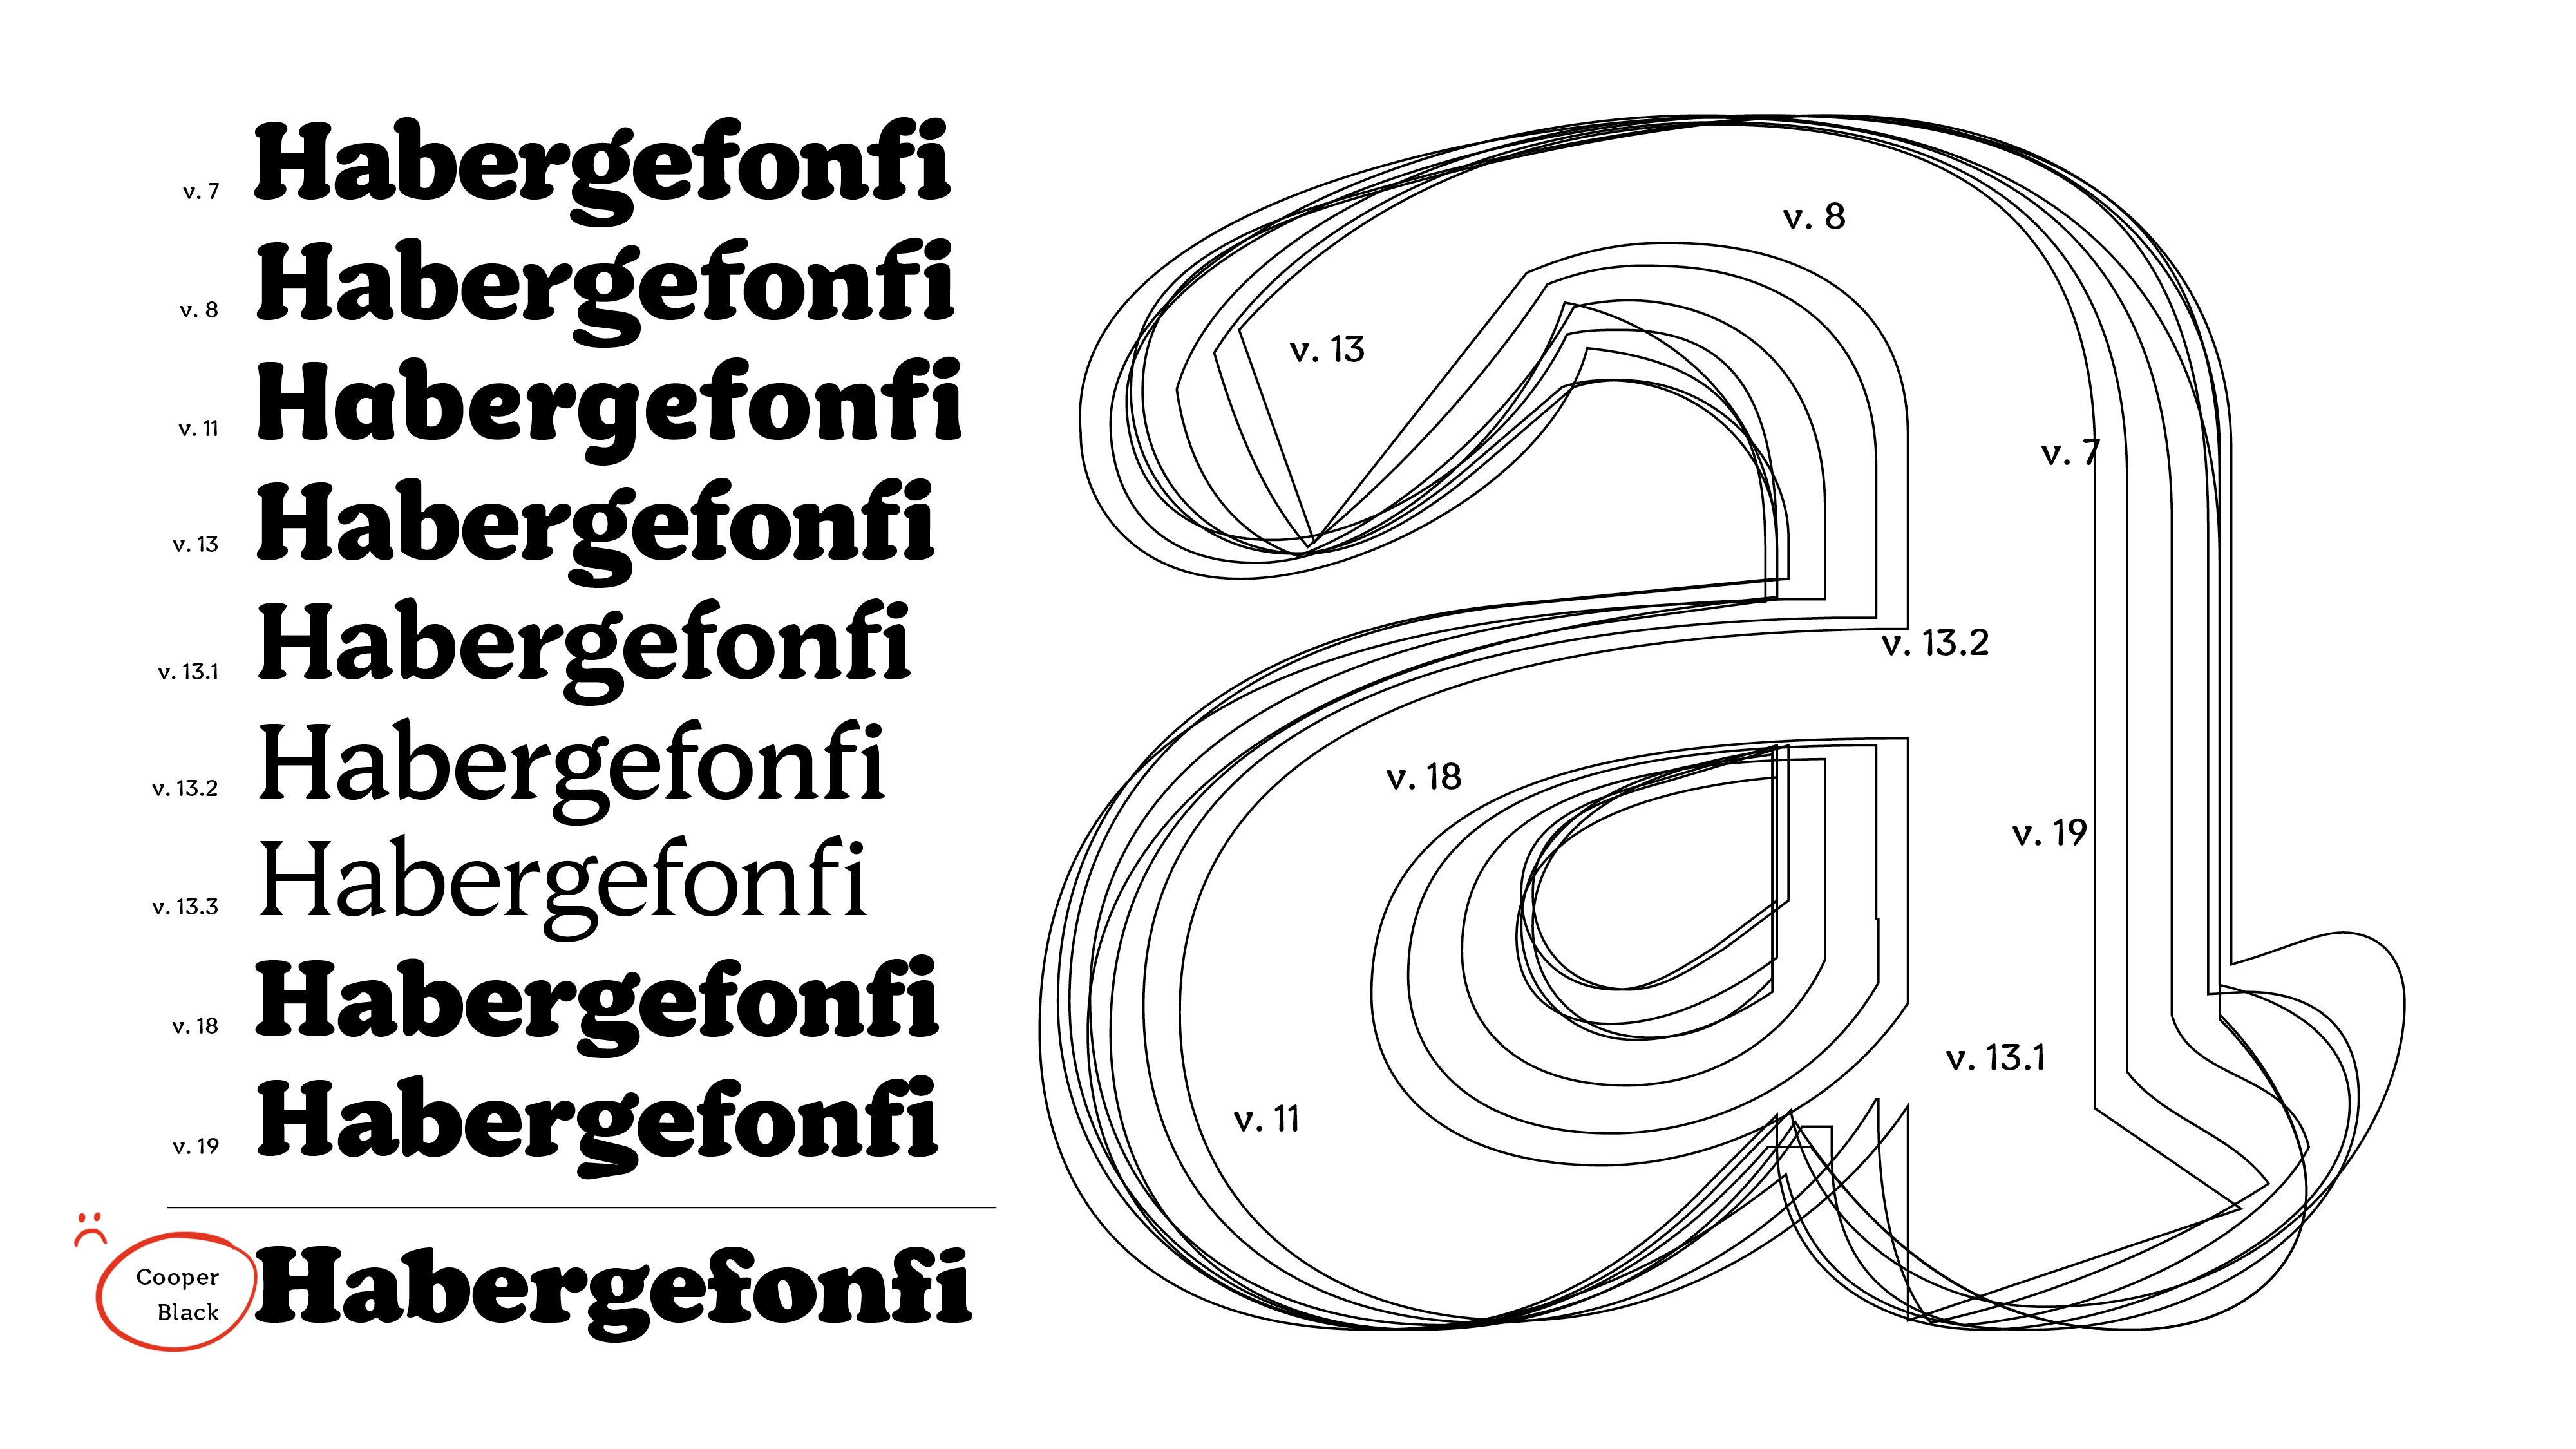 v. 7 Habergefonfi
v. 8 Habergefonfi
v. 11 Habergefonfi
v. 13 Habergefonfi
v. 13.1 Habergefonfi
v. 13.2 Habergefonfi
v. 13.3 Habergefonfi
v. 18 Habergefonfi
v. 19 Habergefonfi
Cooper
Black
Habergefonfi
a
v. 8
v. 13
v. 7
v. 13.2
v. 18
v. 19
v. 13.1
v. 11